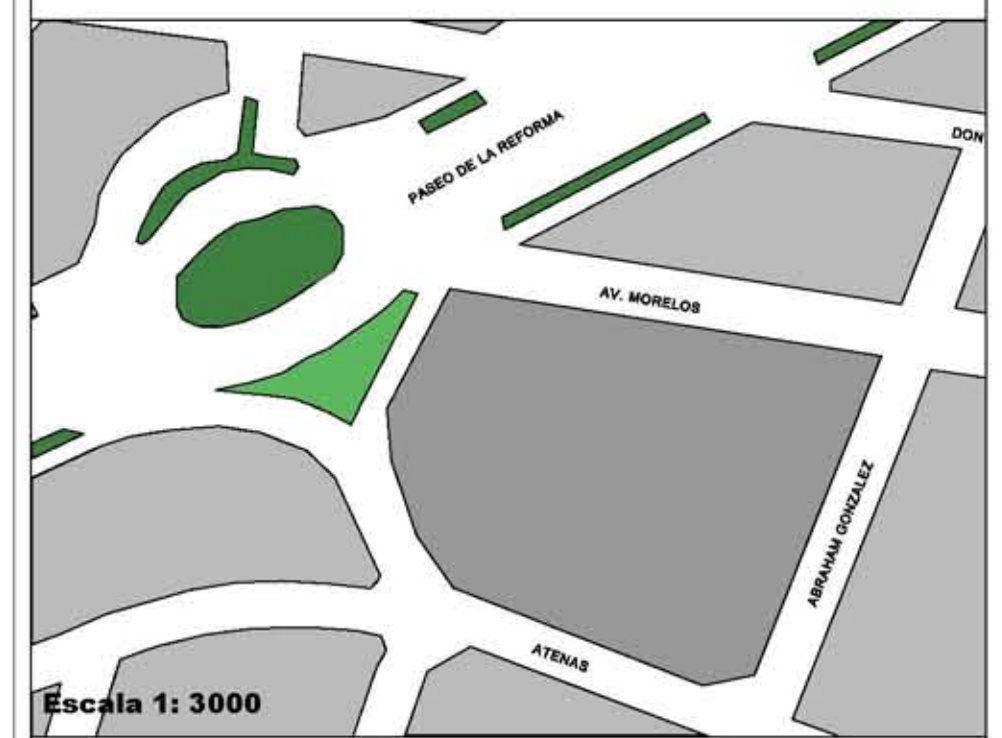 PASEO DE LA REFORMA
DON
AV. MORELOS
ABRAHAM GONZALEZ
ATENAS
Escala 1: 3000